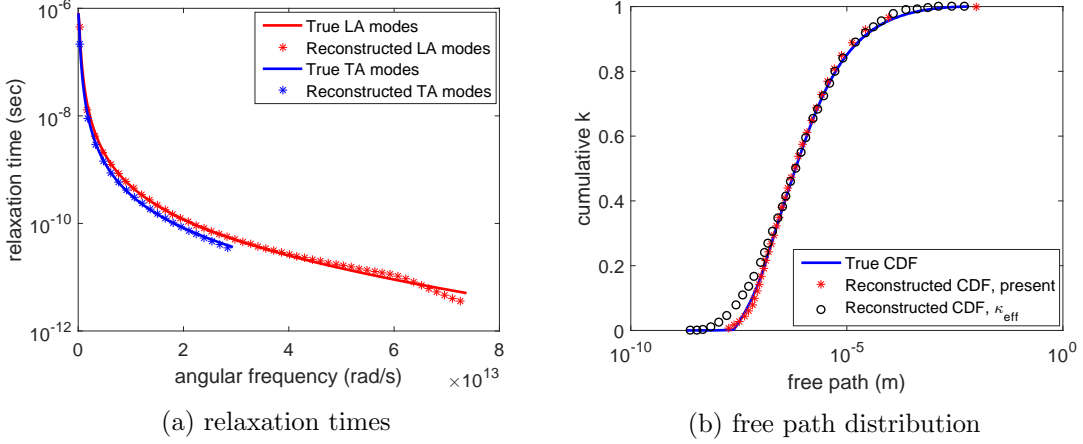 10^-6
10^-8
10^-10
10^-12
relaxation time (sec)
True LA modes
Reconstructed LA modes
True TA modes
Reconstructed TA modes
0 2 4 6 8
×10^13
angular frequency (rad/s)
(a) relaxation times
1
0.8
0.6
0.4
0.2
0
cumulative k
True CDF
Reconstructed CDF, present
Reconstructed CDF, κ_eff
10^-10 10^-5 10^0
free path (m)
(b) free path distribution